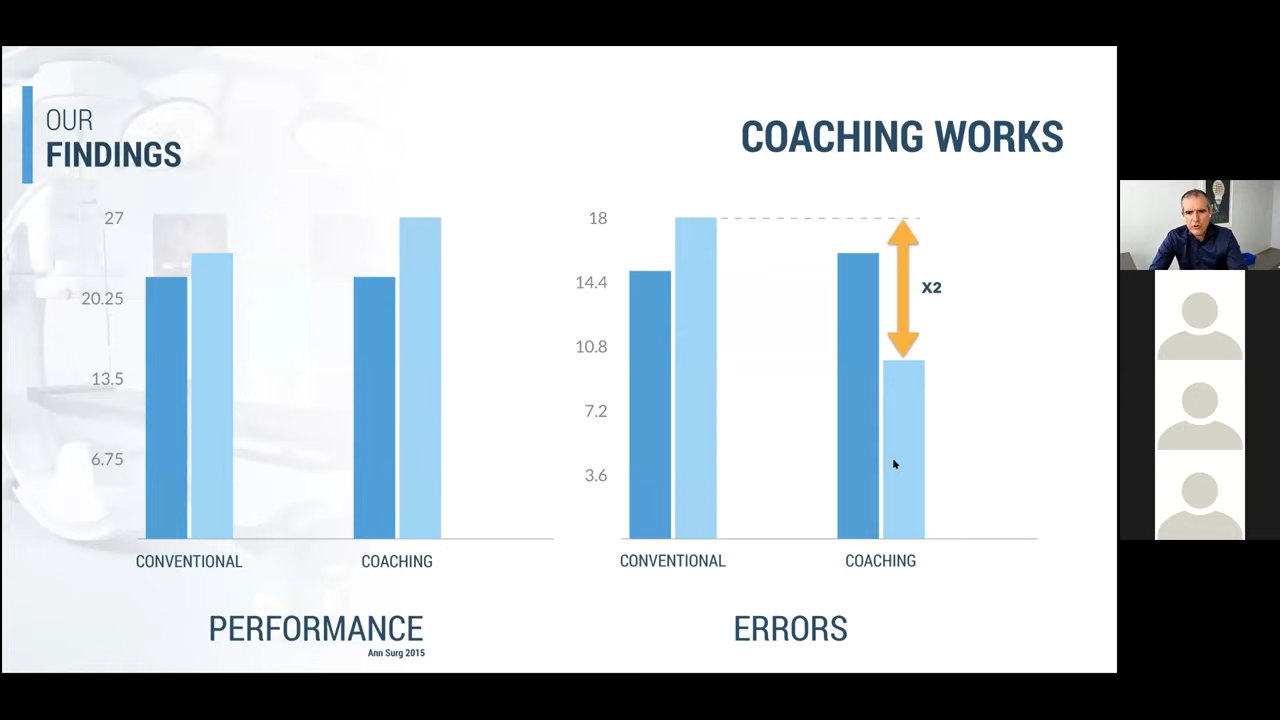 OUR
FINDINGS
COACHING WORKS
27
20.25
13.5
6.75
CONVENTIONAL
COACHING
PERFORMANCE
Ann Surg 2015
18
14.4
10.8
7.2
3.6
X2
CONVENTIONAL
COACHING
ERRORS